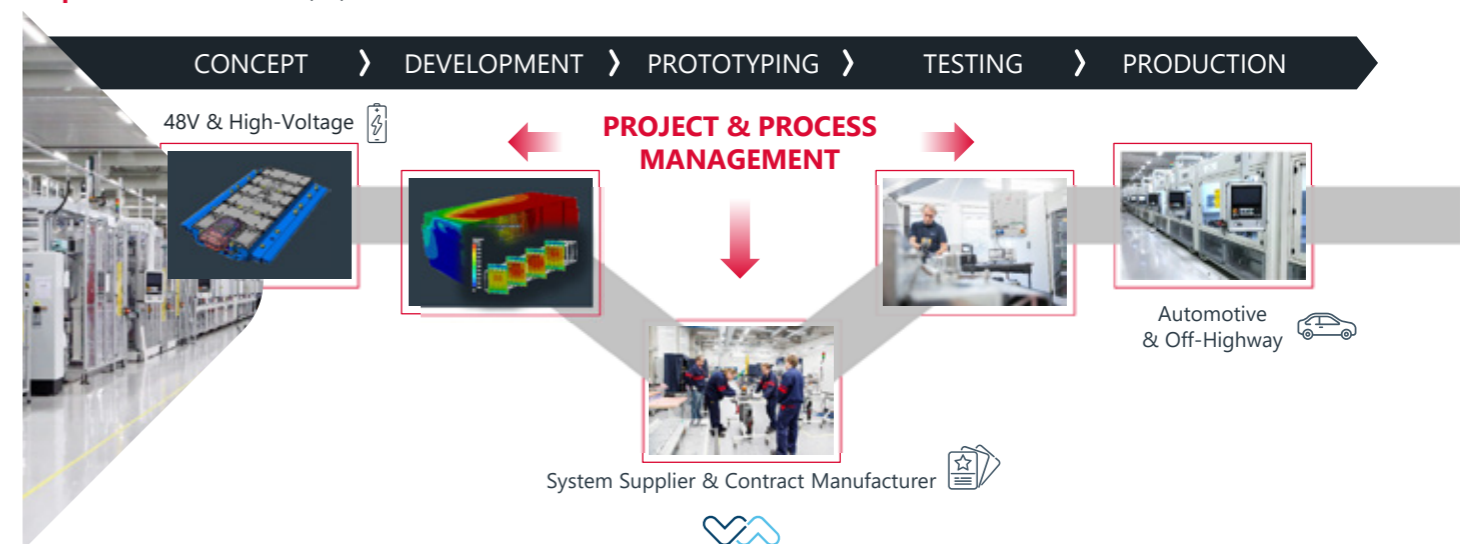 CONCEPT
DEVELOPMENT
PROTOTYPING
TESTING
PRODUCTION
48V & High-Voltage
PROJECT & PROCESS
MANAGEMENT
Automotive
& Off-Highway
System Supplier & Contract Manufacturer